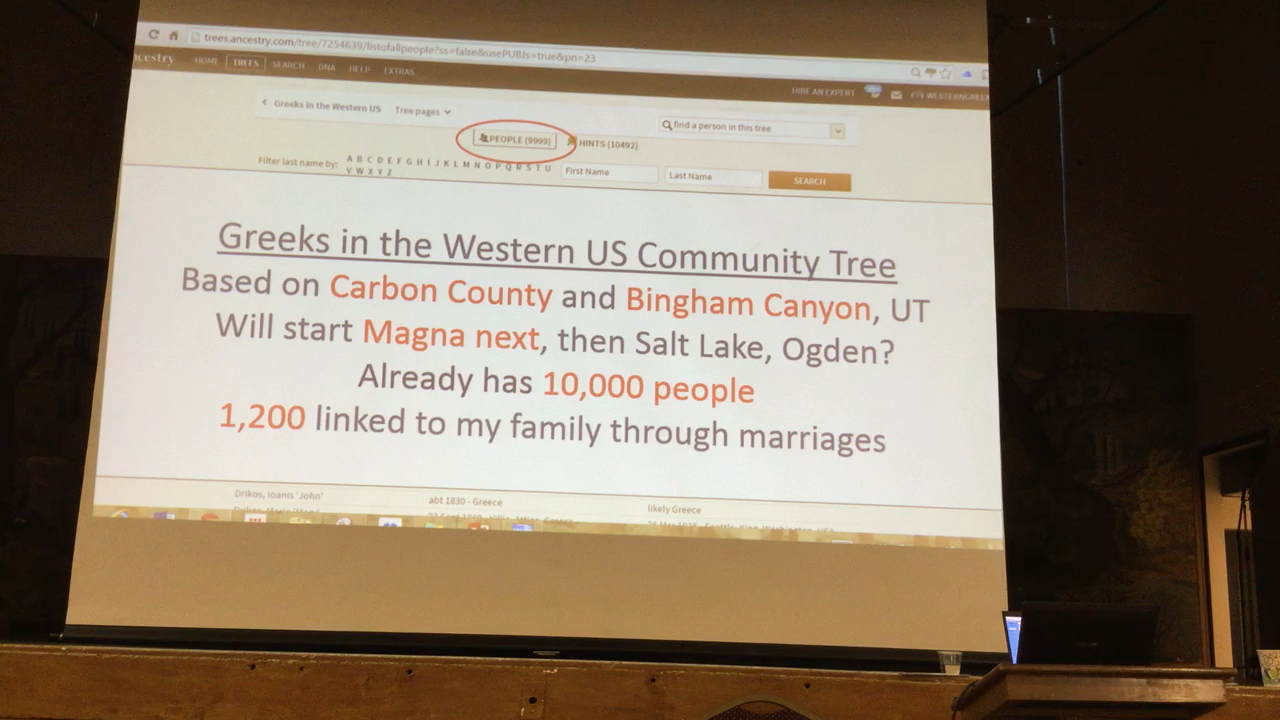 trees.ancestry.com/tree/7254639/listofallpeople?ss=false&usePUBJs=true&pn=23
HOME TREES SEARCH DNA HELP EXTRAS
HIRE AN EXPERT
Greeks in the Western US Tree pages
find a person in this tree
PEOPLE (9999) HINTS (10492)
Filter last name by: A B C D E F G H I J K L M N O P Q R S T U
V W X Y Z
First Name Last Name SEARCH
Greeks in the Western US Community Tree
Based on Carbon County and Bingham Canyon, UT
Will start Magna next, then Salt Lake, Ogden?
Already has 10,000 people
1,200 linked to my family through marriages
Drikos, Ioanis 'John' abt 1830 - Greece likely Greece